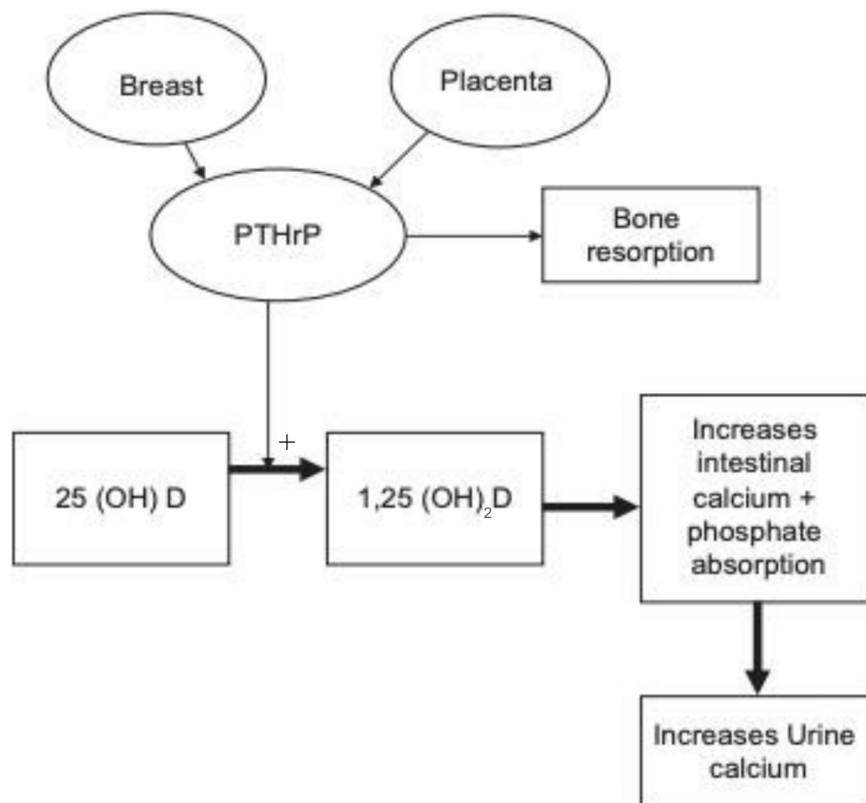 Breast
Placenta
PTHrP
Bone
resorption
+
25 (OH) D
1,25 (OH)₂D
Increases
intestinal
calcium +
phosphate
absorption
Increases Urine
calcium